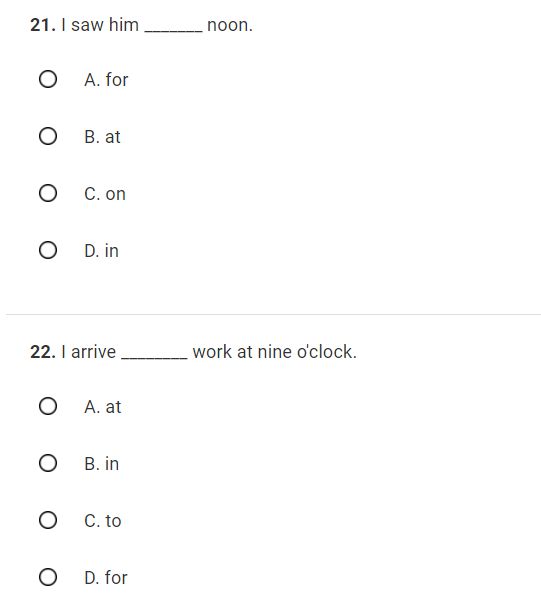 21. I saw him _______ noon.
A. for
B. at
C. on
D. in
22. I arrive ________ work at nine o'clock.
A. at
B. in
C. to
D. for